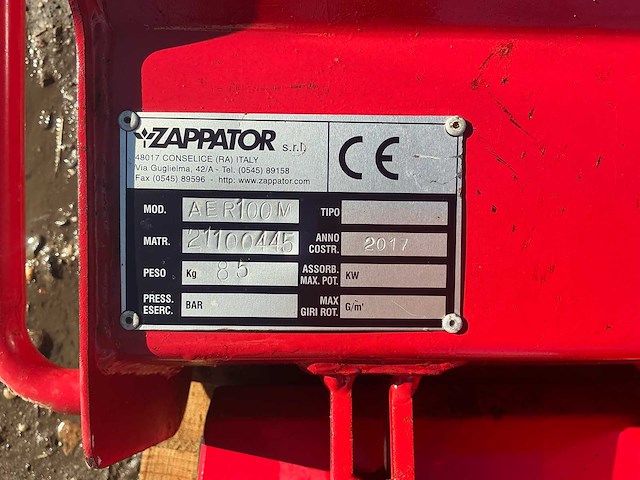 ZAPPATOR s.r.l.
48017 CONSELICE (RA) ITALY
Via Guglielma, 42/A - Tel. (0545) 89158
Fax (0545) 89596 - http: www.zappator.com
CE
MOD. AER100M TIPO
MATR. 21100445 ANNO COSTR. 2017
PESO Kg 85 ASSORB. MAX. POT. KW
PRESS. ESERC. BAR MAX GIRI ROT. G/m'